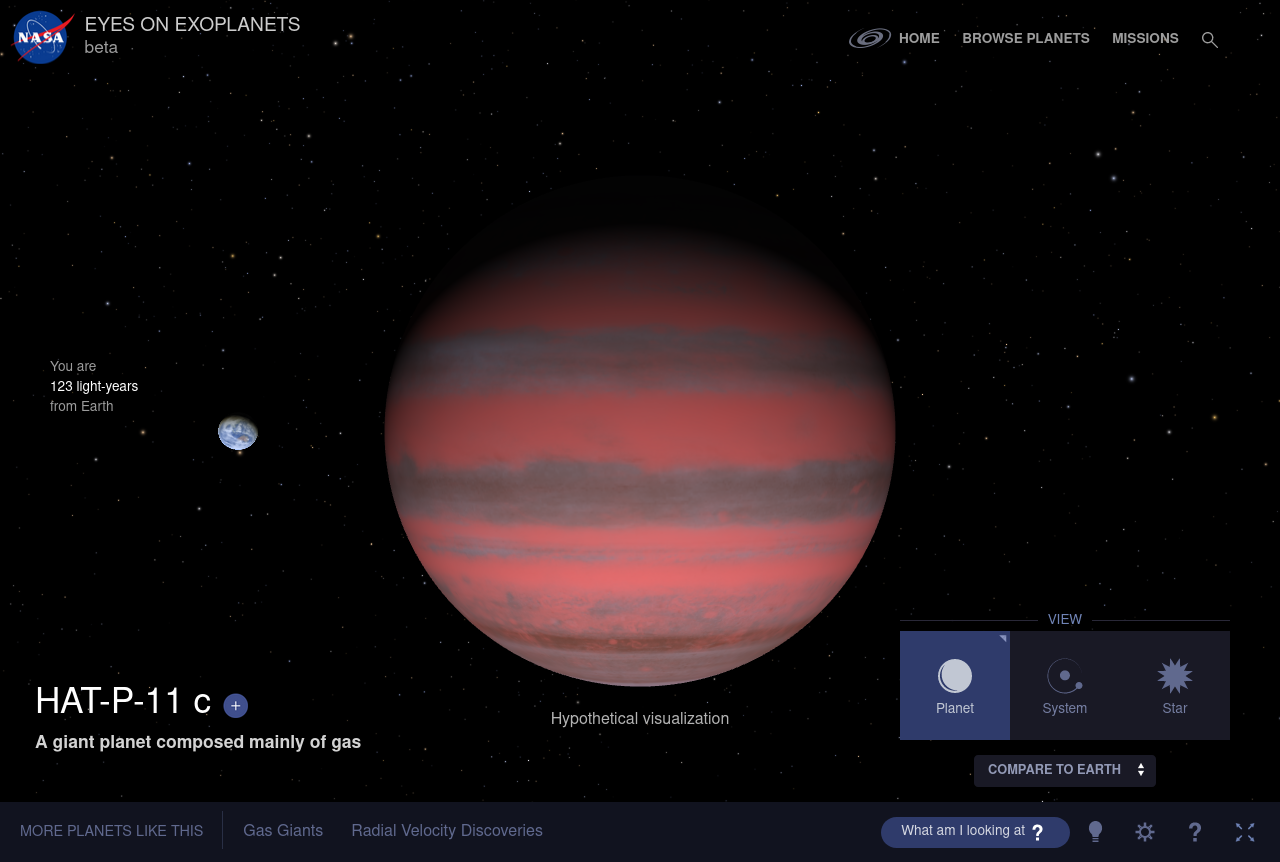 NASA
EYES ON EXOPLANETS
beta
HOME
BROWSE PLANETS
MISSIONS
You are
123 light-years
from Earth
HAT-P-11 c +
A giant planet composed mainly of gas
Hypothetical visualization
VIEW
Planet
System
Star
COMPARE TO EARTH
MORE PLANETS LIKE THIS
Gas Giants
Radial Velocity Discoveries
What am I looking at ?
?